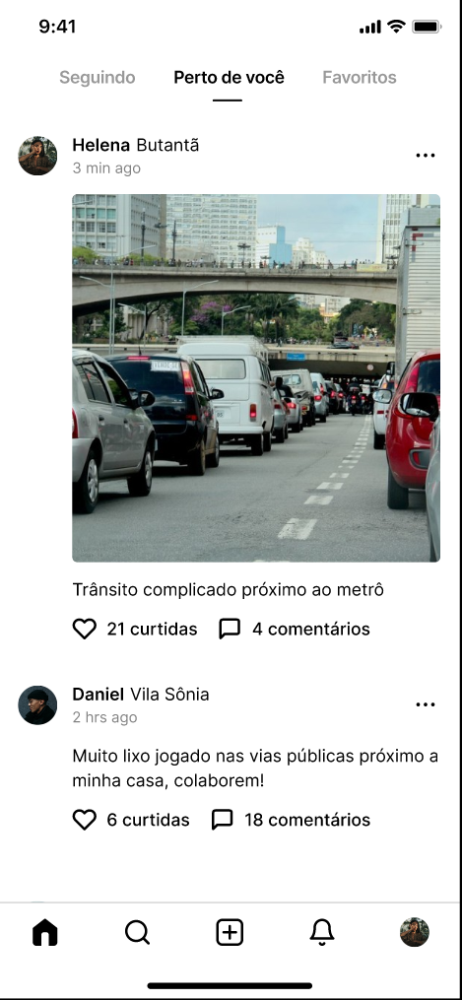 9:41
Seguindo Perto de você Favoritos
Helena Butantã
3 min ago
Trânsito complicado próximo ao metrô
21 curtidas 4 comentários
Daniel Vila Sônia
2 hrs ago
Muito lixo jogado nas vias públicas próximo a
minha casa, colaborem!
6 curtidas 18 comentários